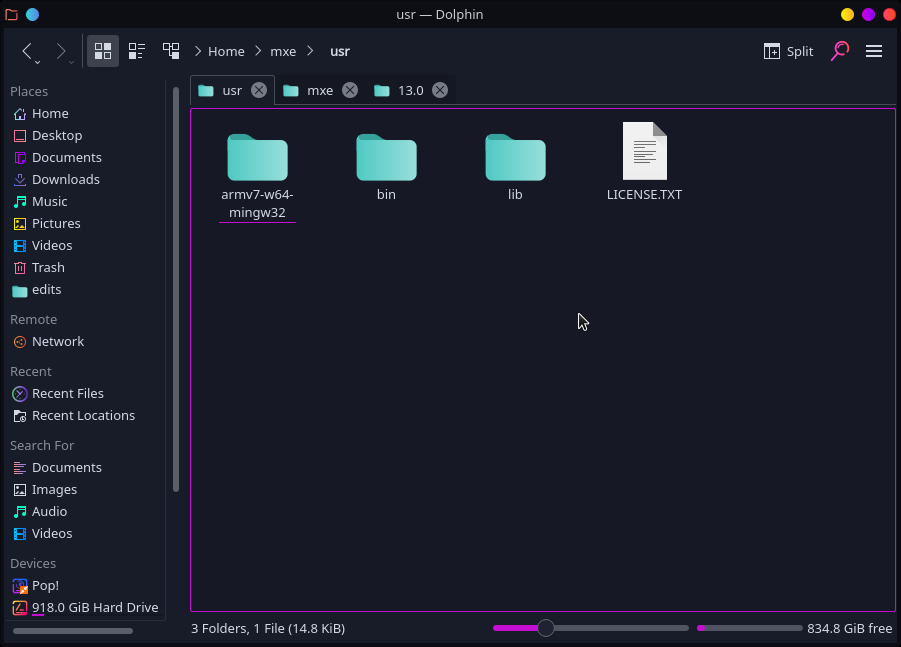 usr — Dolphin
Home
mxe
usr
Split
Places
Home
Desktop
Documents
Downloads
Music
Pictures
Videos
Trash
edits
Remote
Network
Recent
Recent Files
Recent Locations
Search For
Documents
Images
Audio
Videos
Devices
Pop!
918.0 GiB Hard Drive
usr
mxe
13.0
armv7-w64-
mingw32
bin
lib
LICENSE.TXT
3 Folders, 1 File (14.8 KiB)
834.8 GiB free